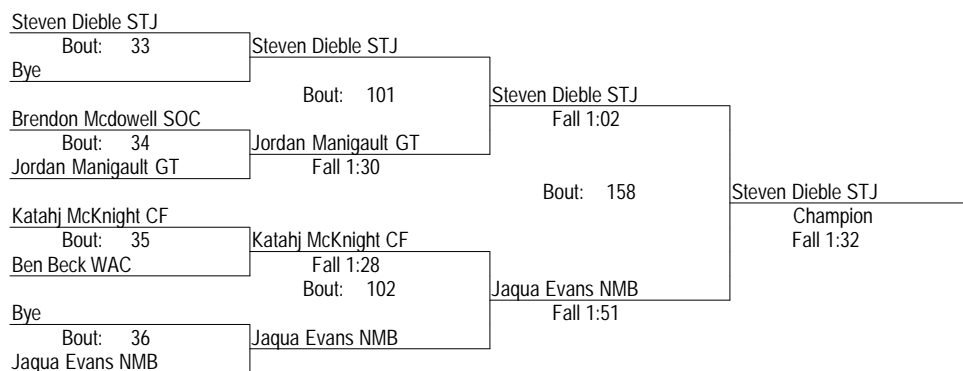 Steven Dieble STJ
Bout: 33
Steven Dieble STJ
Bye
Bout: 101
Steven Dieble STJ
Brendon Mcdowell SOC
Fall 1:02
Bout: 34
Jordan Manigault GT
Jordan Manigault GT
Fall 1:30
Bout: 158
Steven Dieble STJ
Katahj McKnight CF
Champion
Bout: 35
Katahj McKnight CF
Fall 1:32
Ben Beck WAC
Fall 1:28
Bout: 102
Jaqua Evans NMB
Bye
Fall 1:51
Bout: 36
Jaqua Evans NMB
Jaqua Evans NMB